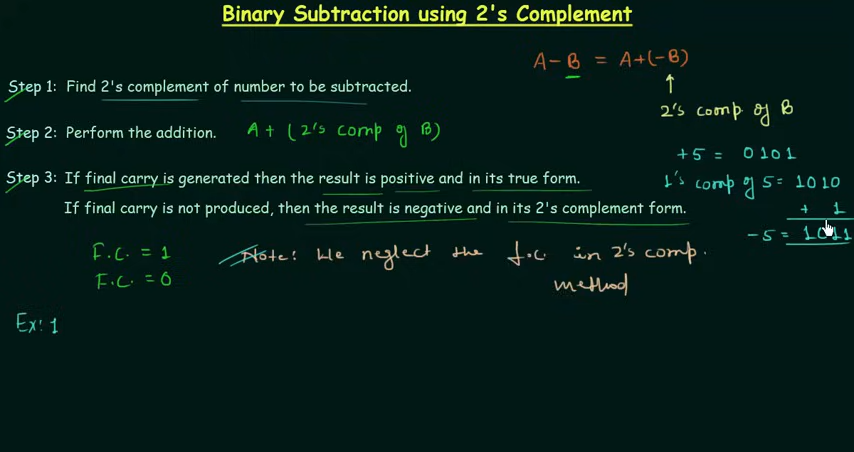 Binary Subtraction using 2's Complement
A - B = A + (-B)
Step 1: Find 2's complement of number to be subtracted.
2's comp of B
Step 2: Perform the addition. A + (2's comp of B)
+5 = 0101
Step 3: If final carry is generated then the result is positive and in its true form.
1's comp of 5 = 1010
If final carry is not produced, then the result is negative and in its 2's complement form.
+ 1
-5 = 1011
F.C. = 1
Note: We neglect the f.c. in 2's comp.
F.C. = 0
method
Ex: 1